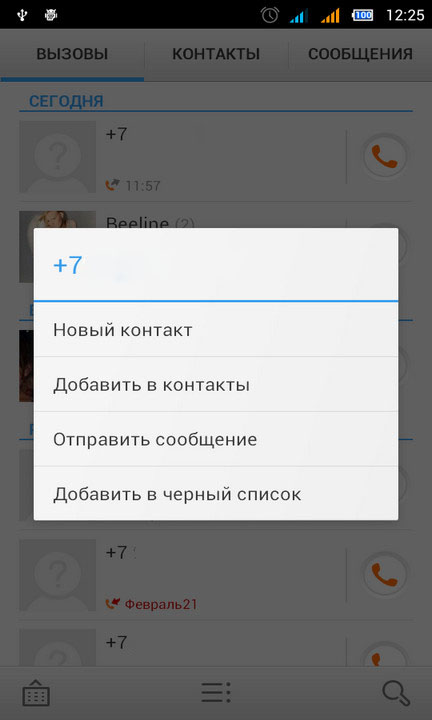 100 12:25
ВЫЗОВЫ КОНТАКТЫ СООБЩЕНИЯ
СЕГОДНЯ
+7
11:57
Beeline (2)
+7
Новый контакт
Добавить в контакты
Отправить сообщение
Добавить в черный список
+7
Февраль21
+7